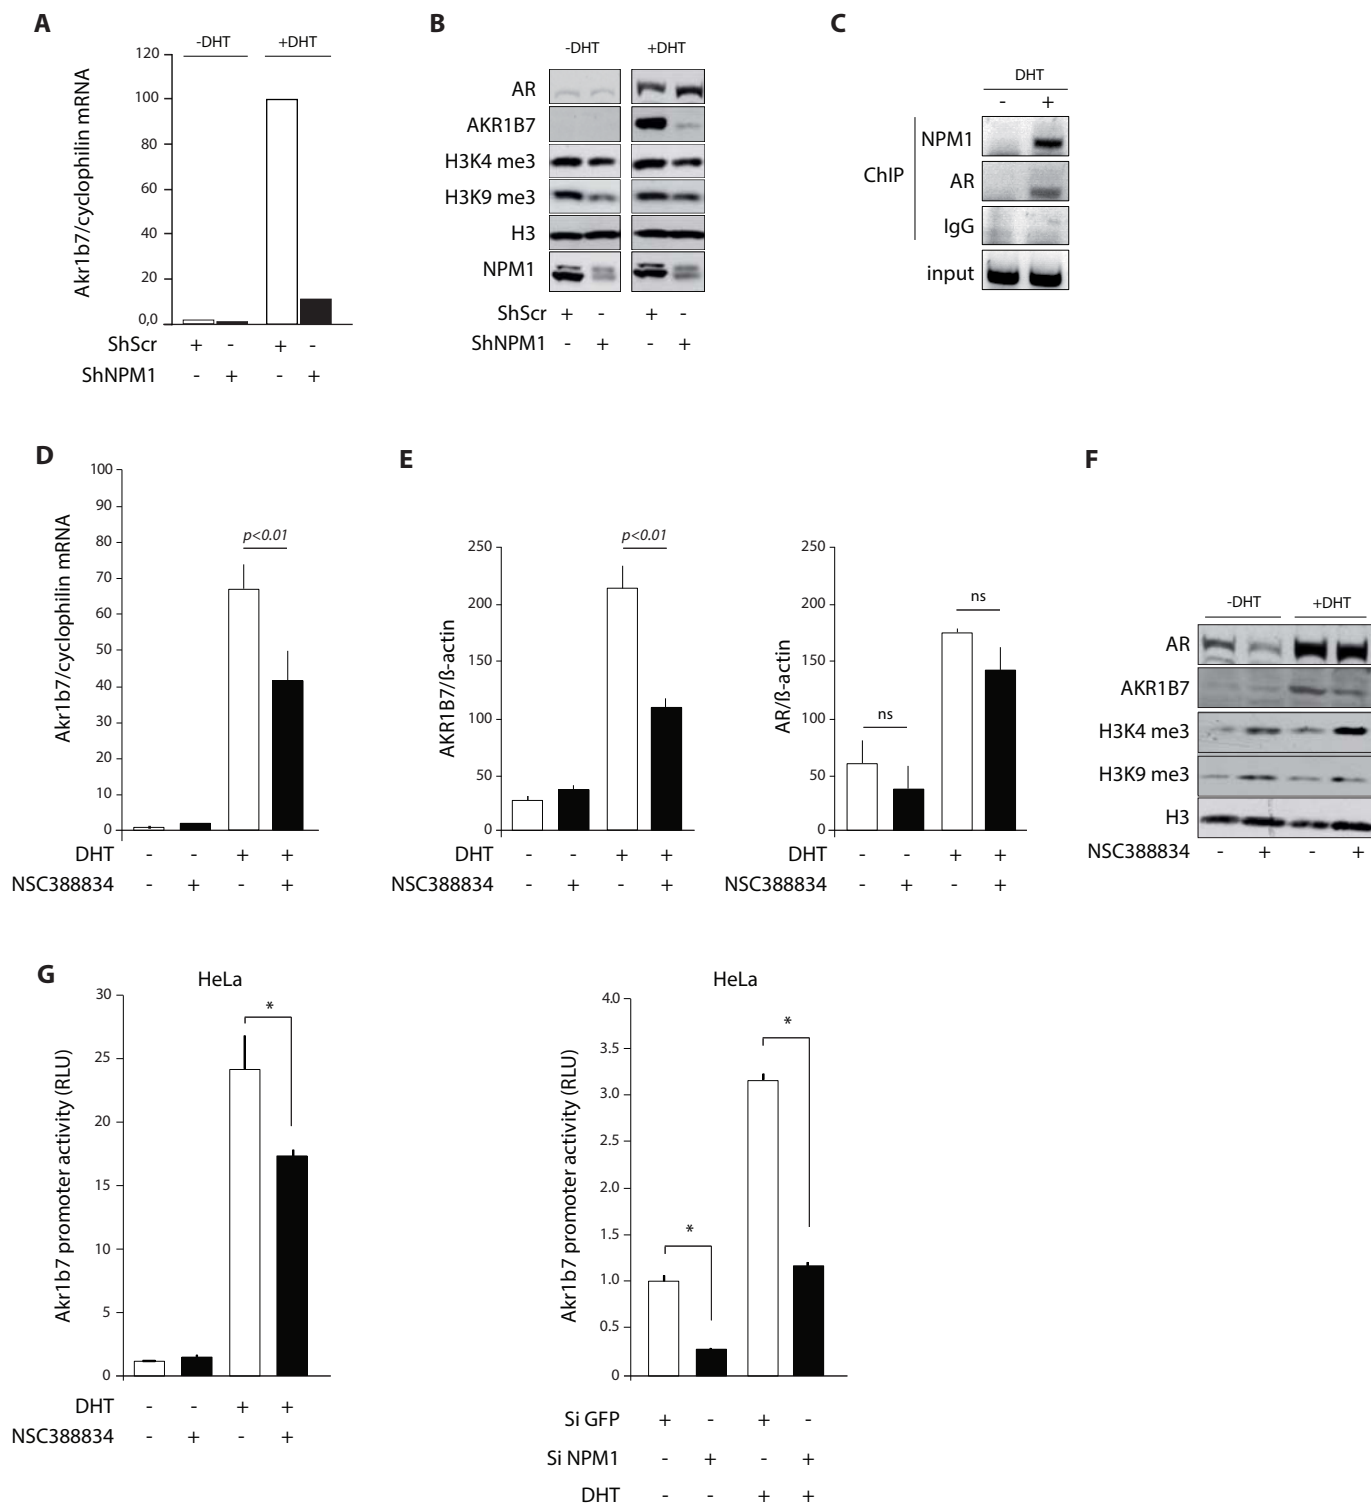 A
-DHT +DHT
Akr1b7/cyclophilin mRNA
120
100
80
60
40
20
0,0
ShScr + - + -
ShNPM1 - + - +
B
-DHT +DHT
AR
AKR1B7
H3K4 me3
H3K9 me3
H3
NPM1
ShScr + - + -
ShNPM1 - + - +
C
DHT
- +
ChIP
NPM1
AR
IgG
input
D
Akr1b7/cyclophilin mRNA
100
90
80
70
60
50
40
30
20
10
0
p<0.01
DHT - - + +
NSC388834 - + - +
E
AKR1B7/ß-actin
250
200
150
100
50
0
p<0.01
DHT - - + +
NSC388834 - + - +
AR/ß-actin
250
200
150
100
50
0
ns
ns
DHT - - + +
NSC388834 - + - +
F
-DHT +DHT
AR
AKR1B7
H3K4 me3
H3K9 me3
H3
NSC388834 - + - +
G
HeLa
Akr1b7 promoter activity (RLU)
30
25
20
15
10
5
0
*
DHT - - + +
NSC388834 - + - +
HeLa
Akr1b7 promoter activity (RLU)
4.0
3.5
3.0
2.5
2.0
1.5
1.0
0.5
0
*
*
Si GFP + - + -
Si NPM1 - + - +
DHT - - + +